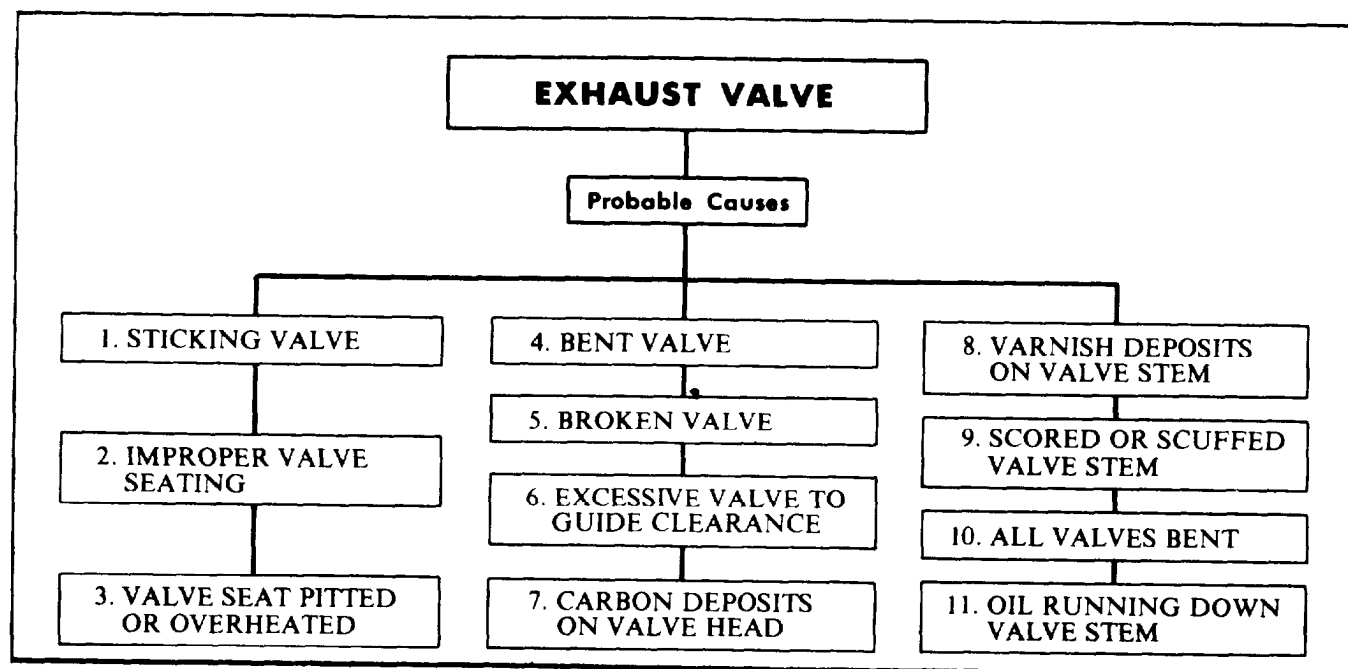 EXHAUST VALVE
Probable Causes
1. STICKING VALVE
2. IMPROPER VALVE
SEATING
3. VALVE SEAT PITTED
OR OVERHEATED
4. BENT VALVE
5. BROKEN VALVE
6. EXCESSIVE VALVE TO
GUIDE CLEARANCE
7. CARBON DEPOSITS
ON VALVE HEAD
8. VARNISH DEPOSITS
ON VALVE STEM
9. SCORED OR SCUFFED
VALVE STEM
10. ALL VALVES BENT
11. OIL RUNNING DOWN
VALVE STEM